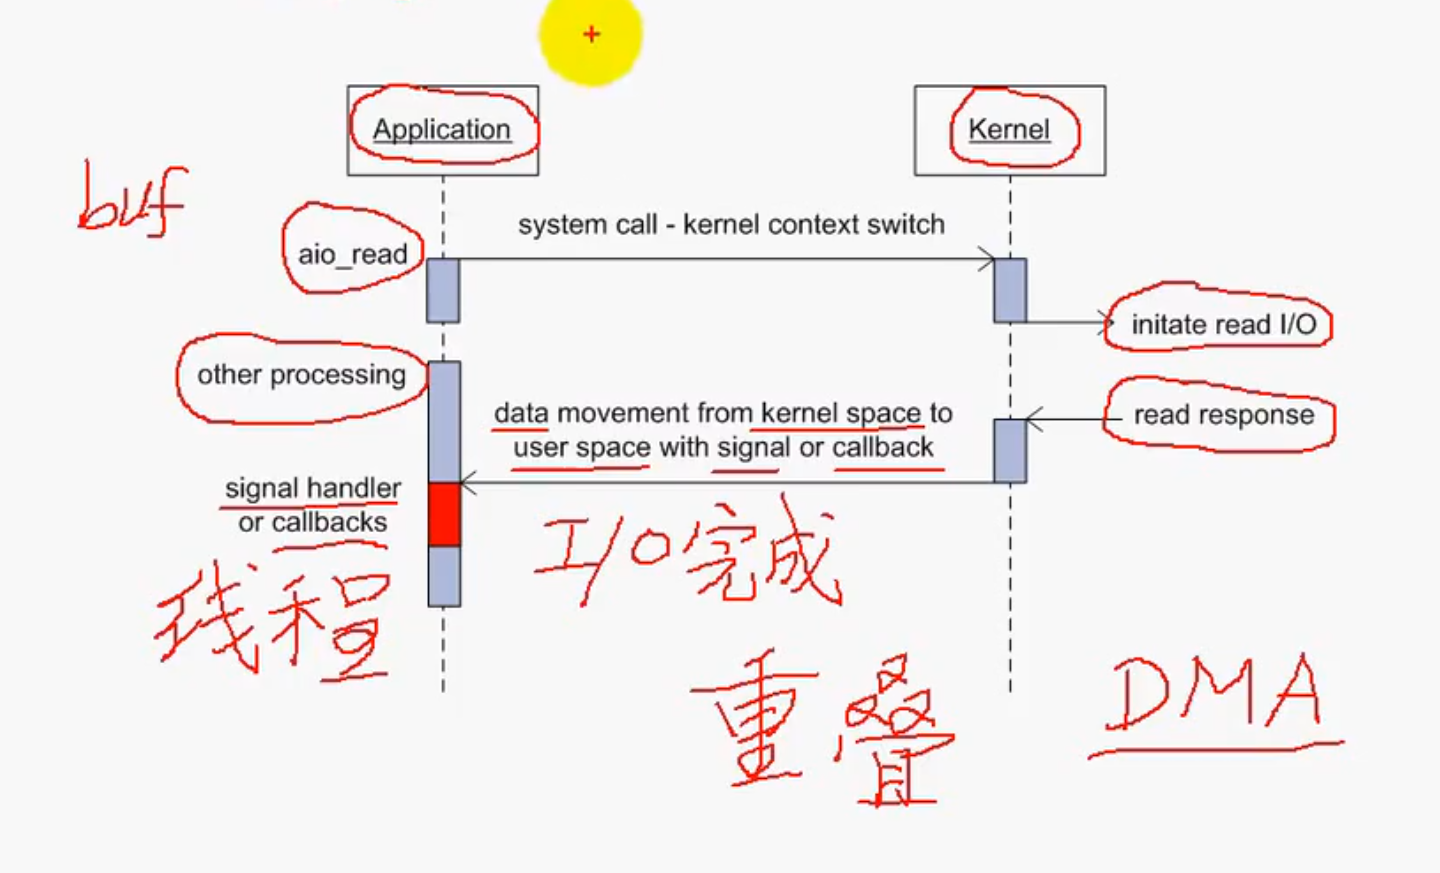 Application
Kernel
buf
system call - kernel context switch
aio_read
initate read I/O
other processing
data movement from kernel space to
user space with signal or callback
read response
signal handler
or callbacks
I/O完成
线程
重叠
DMA